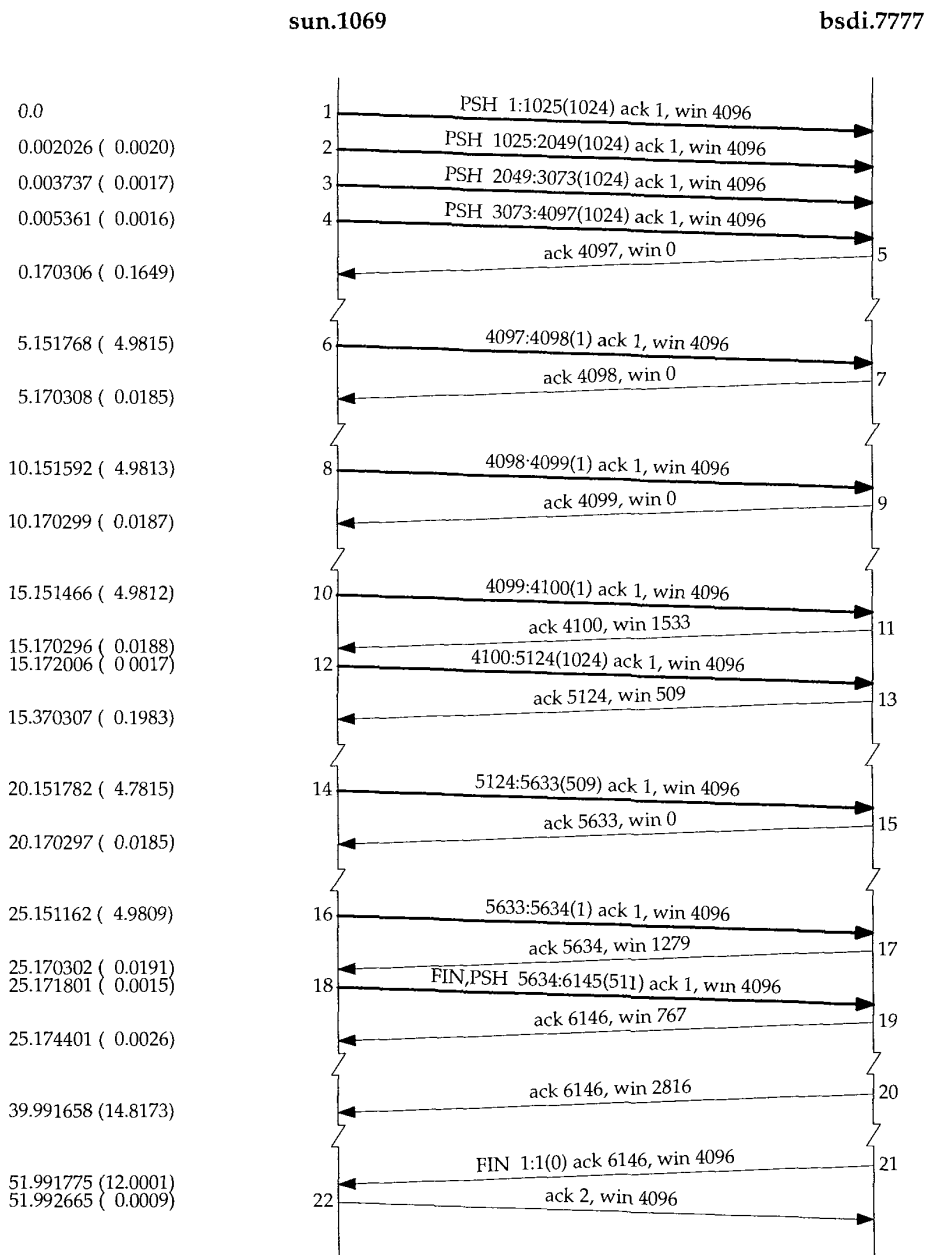 sun.1069 bsdi.7777
0.0 1 PSH 1:1025(1024) ack 1, win 4096
0.002026 ( 0.0020) 2 PSH 1025:2049(1024) ack 1, win 4096
0.003737 ( 0.0017) 3 PSH 2049:3073(1024) ack 1, win 4096
0.005361 ( 0.0016) 4 PSH 3073:4097(1024) ack 1, win 4096
ack 4097, win 0 5
0.170306 ( 0.1649)
5.151768 ( 4.9815) 6 4097:4098(1) ack 1, win 4096
ack 4098, win 0 7
5.170308 ( 0.0185)
10.151592 ( 4.9813) 8 4098:4099(1) ack 1, win 4096
ack 4099, win 0 9
10.170299 ( 0.0187)
15.151466 ( 4.9812) 10 4099:4100(1) ack 1, win 4096
ack 4100, win 1533 11
15.170296 ( 0.0188)
15.172006 ( 0.0017) 12 4100:5124(1024) ack 1, win 4096
ack 5124, win 509 13
15.370307 ( 0.1983)
20.151782 ( 4.7815) 14 5124:5633(509) ack 1, win 4096
ack 5633, win 0 15
20.170297 ( 0.0185)
25.151162 ( 4.9809) 16 5633:5634(1) ack 1, win 4096
ack 5634, win 1279 17
25.170302 ( 0.0191)
25.171801 ( 0.0015) 18 FIN,PSH 5634:6145(511) ack 1, win 4096
ack 6146, win 767 19
25.174401 ( 0.0026)
ack 6146, win 2816 20
39.991658 (14.8173)
FIN 1:1(0) ack 6146, win 4096 21
51.991775 (12.0001)
51.992665 ( 0.0009) 22 ack 2, win 4096